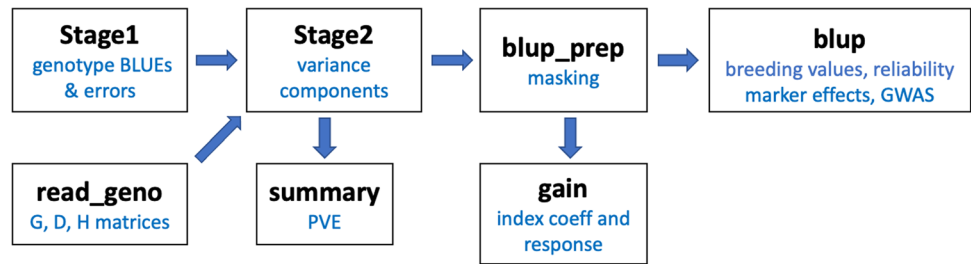 Stage1
genotype BLUEs
& errors
Stage2
variance
components
blup_prep
masking
blup
breeding values, reliability
marker effects, GWAS
read_geno
G, D, H matrices
summary
PVE
gain
index coeff and
response